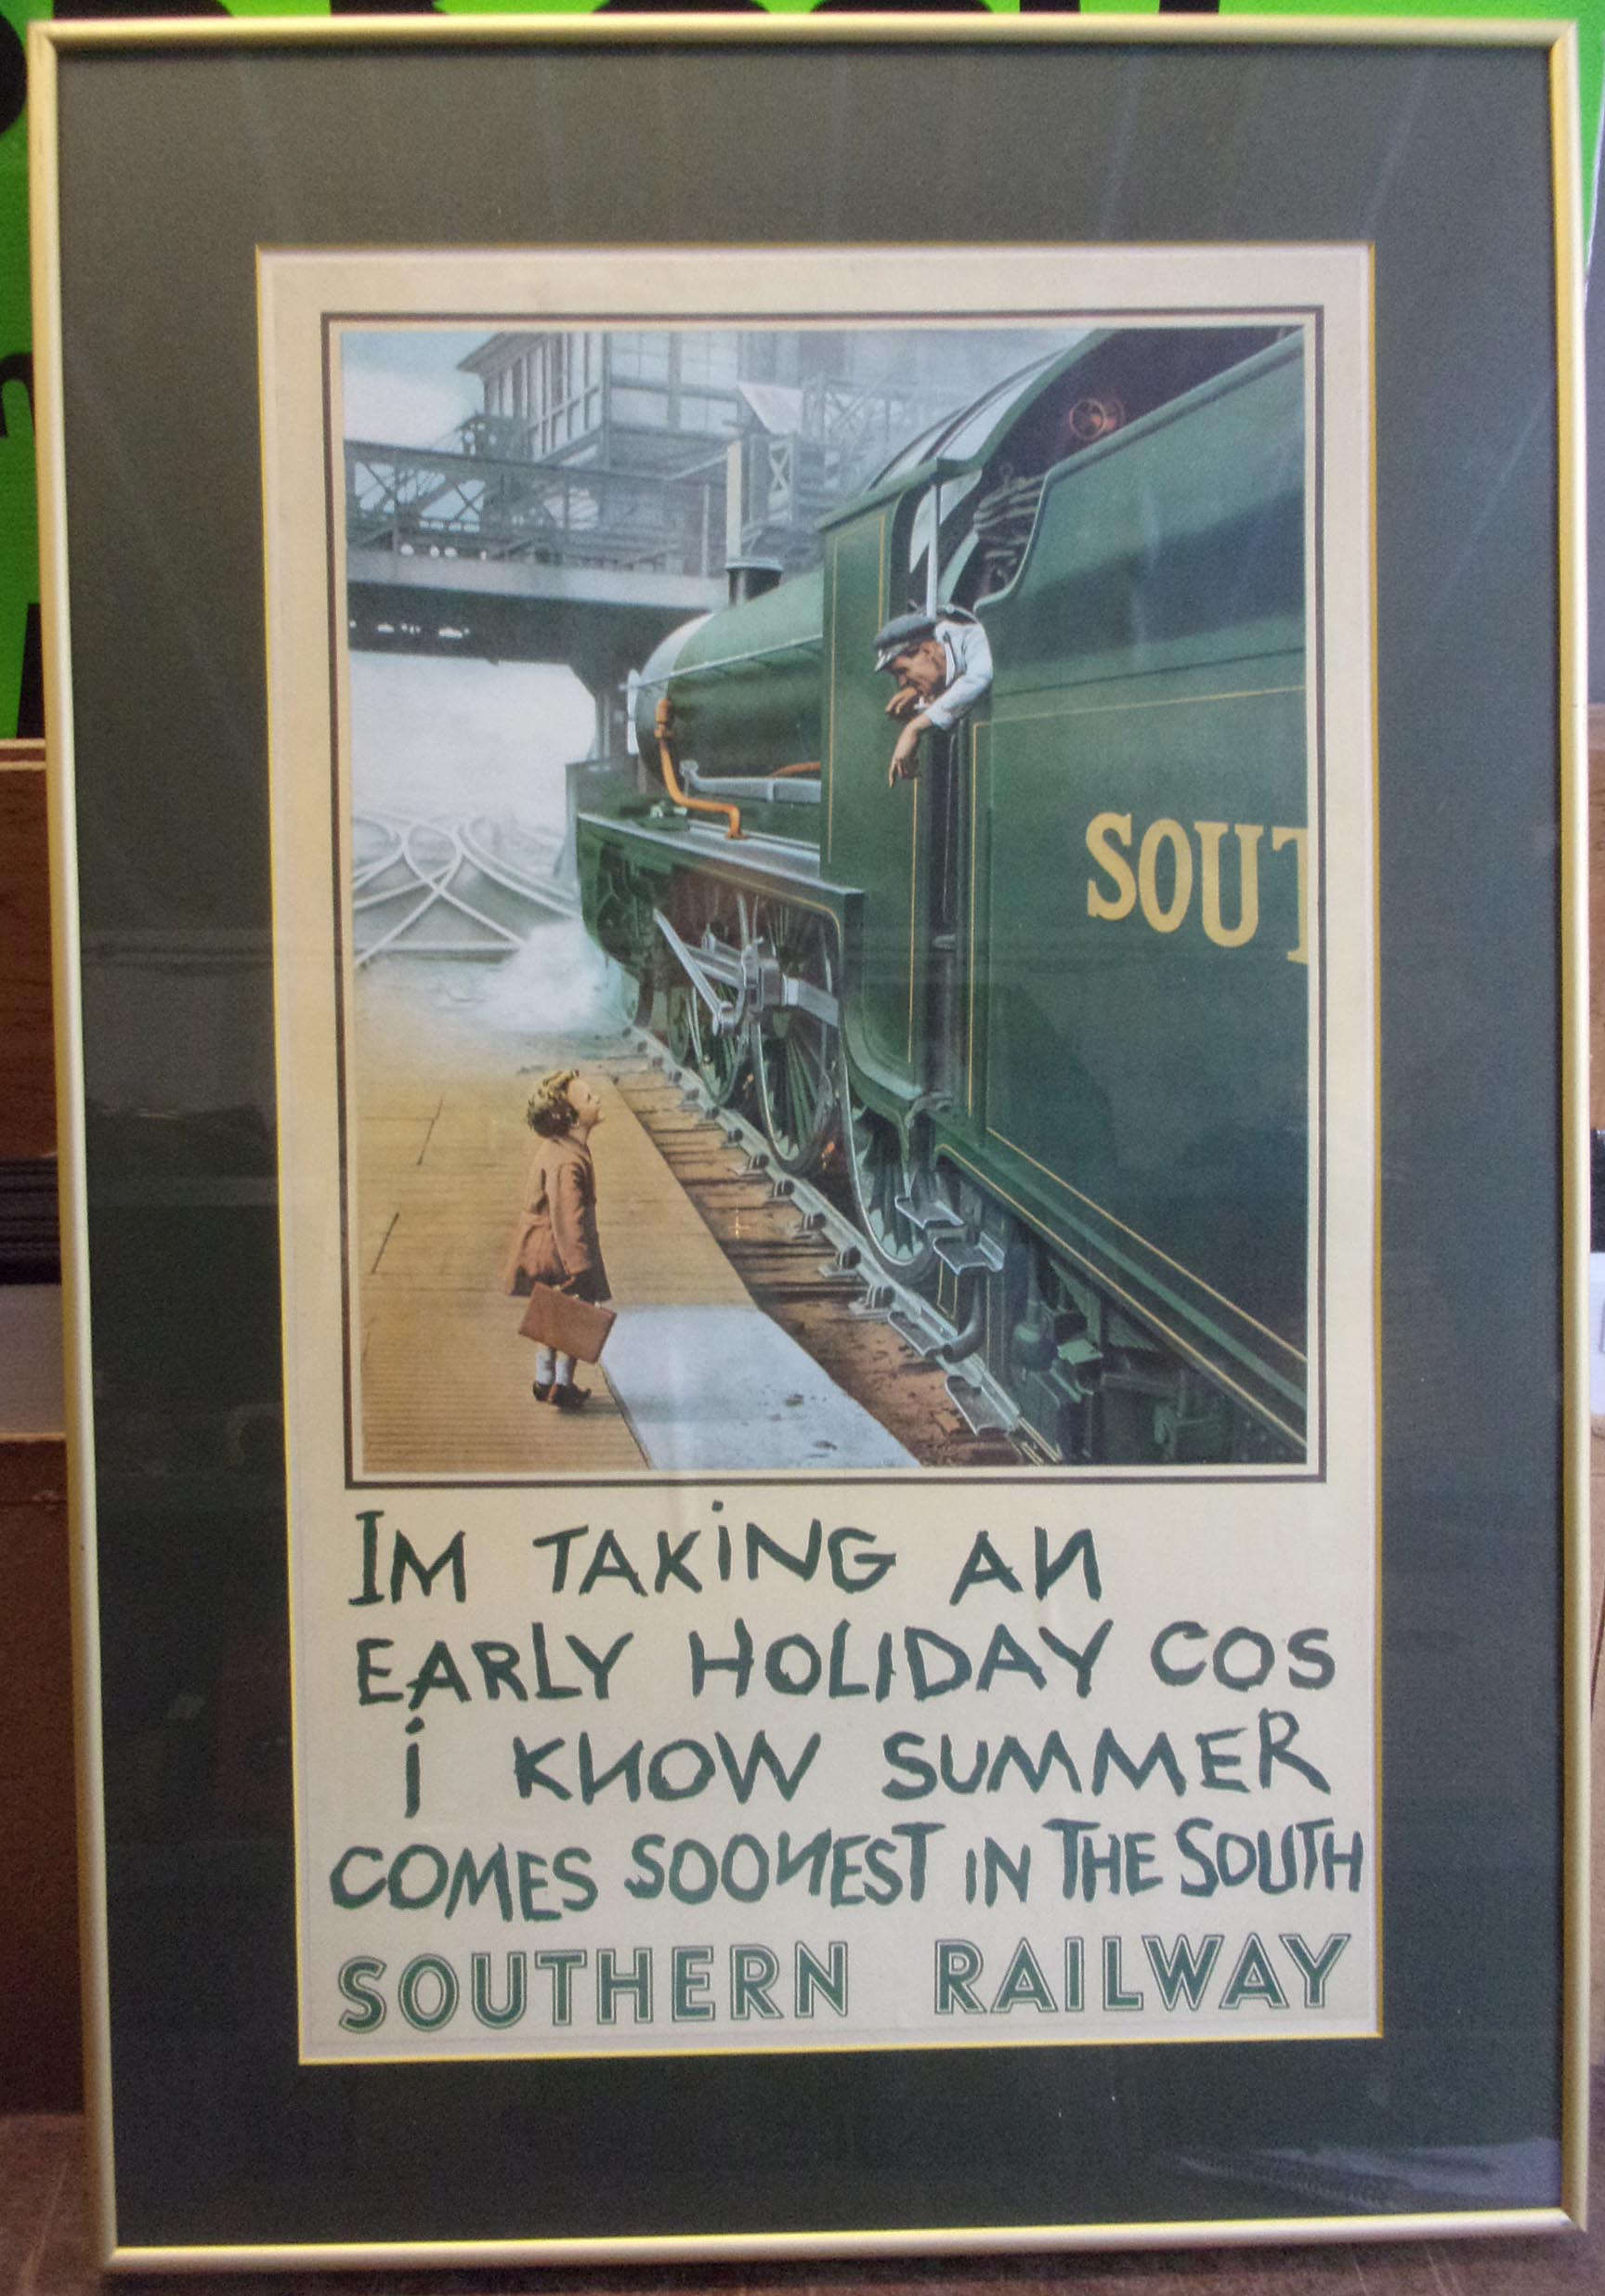 SOUT
IM TAKiNG AN
EARLY HOLIDAY COS
i KNOW SUMMER
COMES SOONEST IN THE SOUTH
SOUTHERN RAILWAY